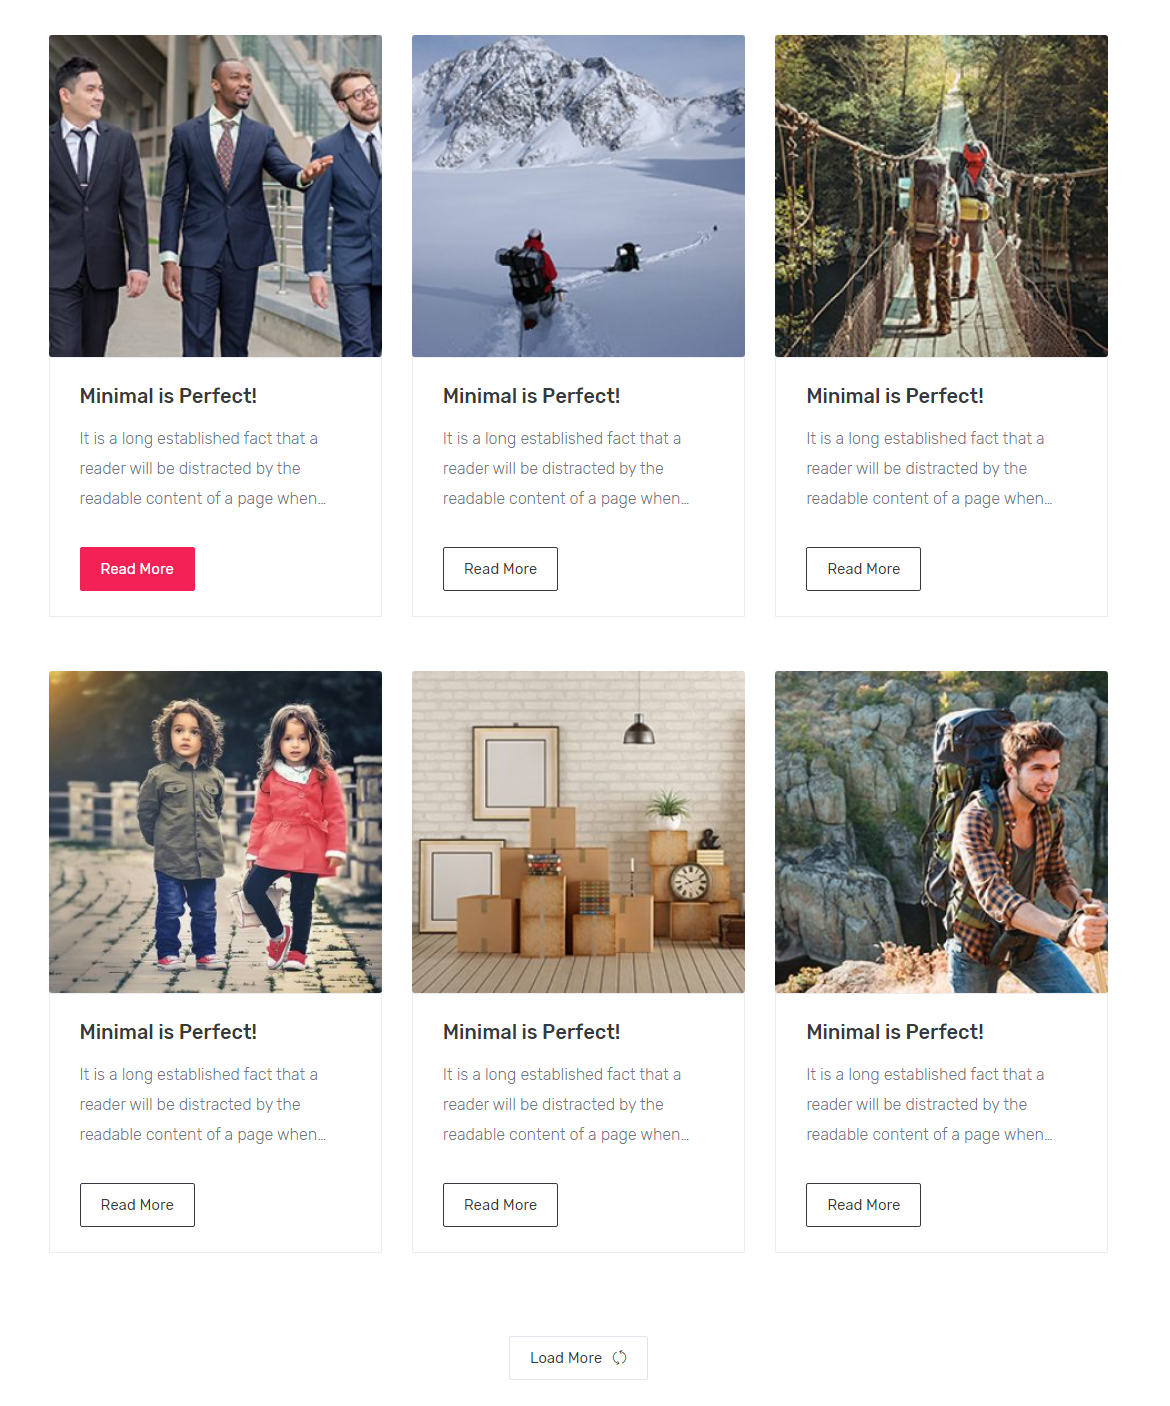 Minimal is Perfect!
It is a long established fact that a
reader will be distracted by the
readable content of a page when...
Read More
Minimal is Perfect!
It is a long established fact that a
reader will be distracted by the
readable content of a page when...
Read More
Minimal is Perfect!
It is a long established fact that a
reader will be distracted by the
readable content of a page when...
Read More
Minimal is Perfect!
It is a long established fact that a
reader will be distracted by the
readable content of a page when...
Read More
Minimal is Perfect!
It is a long established fact that a
reader will be distracted by the
readable content of a page when...
Read More
Minimal is Perfect!
It is a long established fact that a
reader will be distracted by the
readable content of a page when...
Read More
Load More